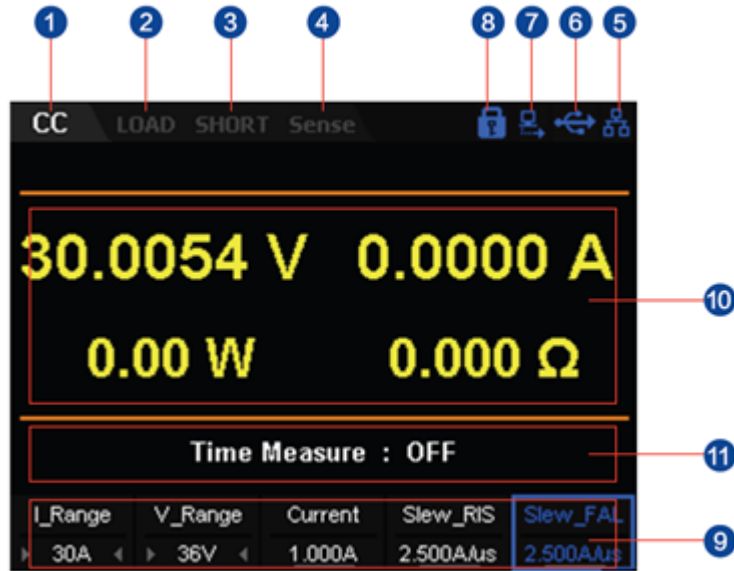 1 2 3 4 8 7 6 5
CC LOAD SHORT Sense
30.0054 V 0.0000 A
10
0.00 W 0.000 Ω
Time Measure : OFF
11
I_Range V_Range Current Slew_RIS Slew_FAL
9
30A 36V 1.000A 2.500A/us 2.500A/us